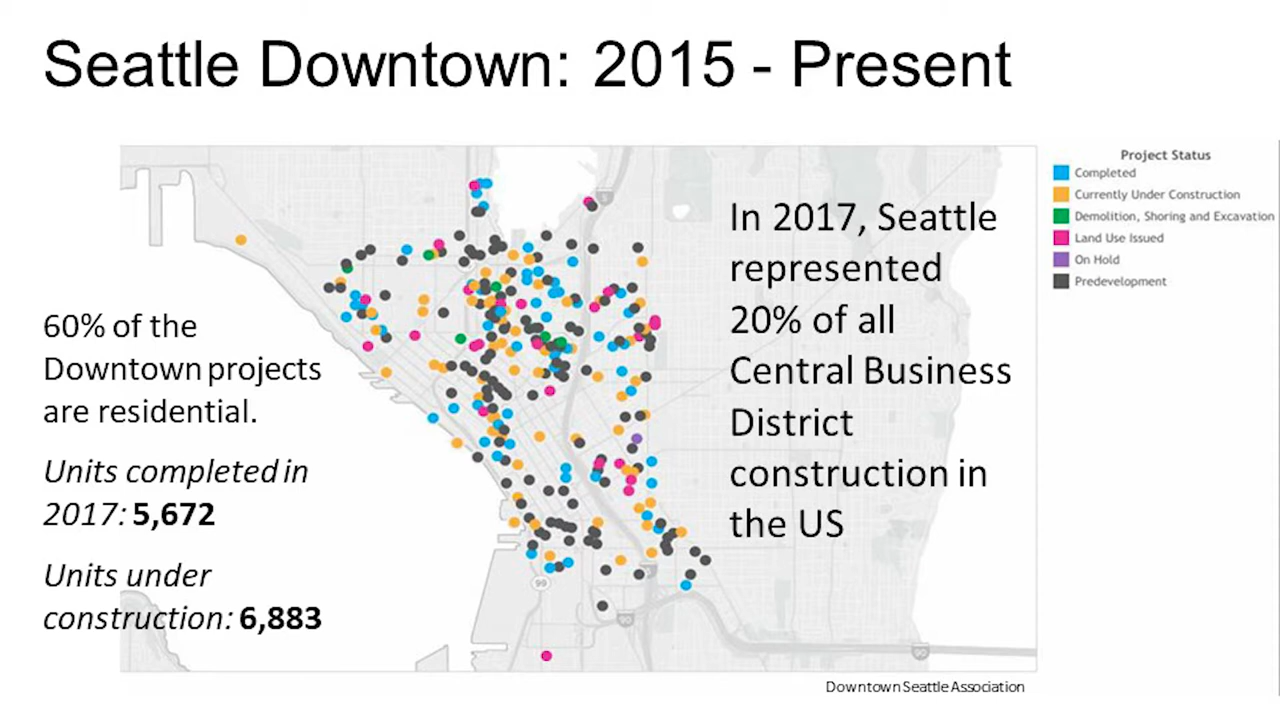 Seattle Downtown: 2015 - Present
Project Status
Completed
Currently Under Construction
Demolition, Shoring and Excavation
Land Use Issued
On Hold
Predevelopment
In 2017, Seattle
represented
20% of all
Central Business
District
construction in
the US
60% of the
Downtown projects
are residential.
Units completed in
2017: 5,672
Units under
construction: 6,883
99
Downtown Seattle Association